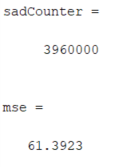 sadCounter =
3960000
mse =
61.3923